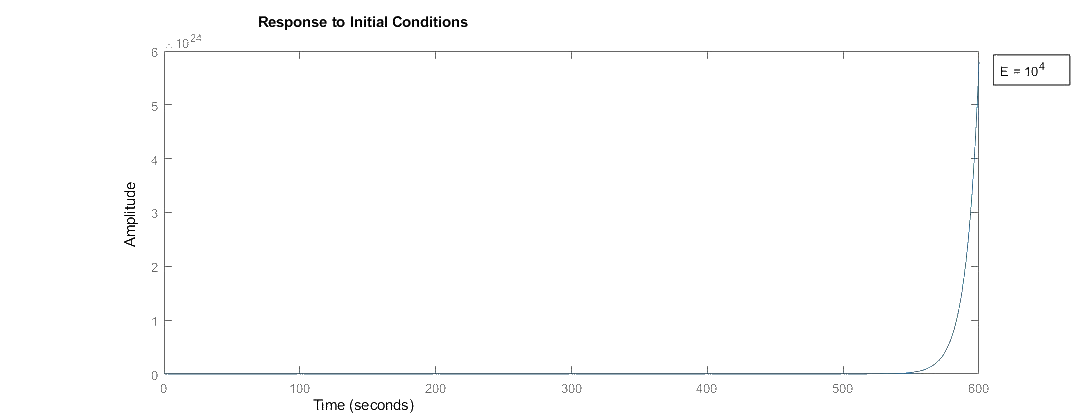 Response to Initial Conditions
× 10^24
6
5
4
3
2
1
0
Amplitude
0 100 200 300 400 500 600
Time (seconds)
E = 10^4